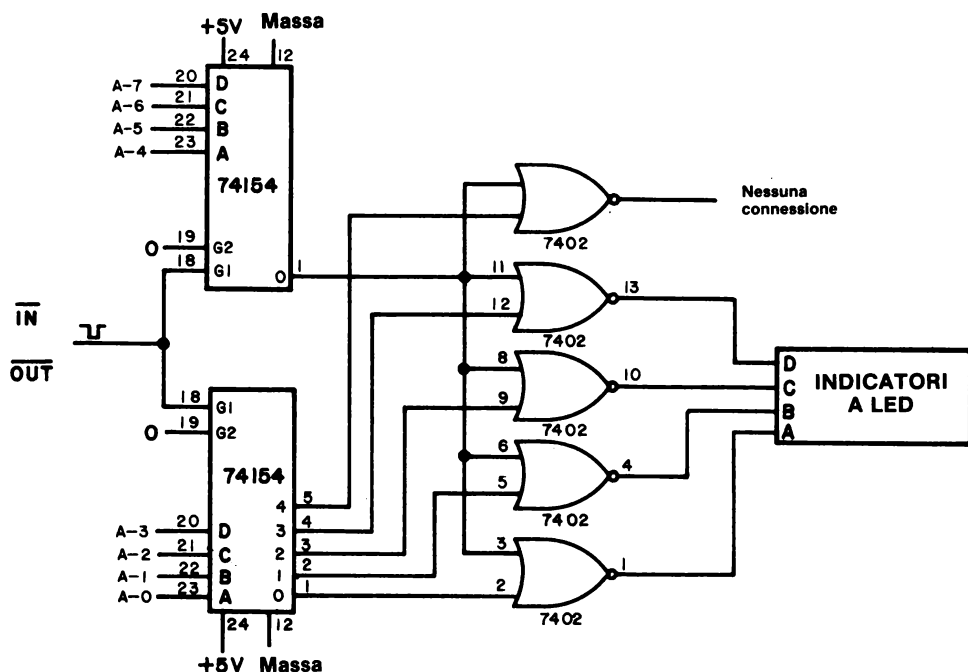 +5V Massa
24 12
A-7 20 D
A-6 21 C
A-5 22 B
A-4 23 A
74154
0 19 G2
18 G1
0 1
IN
OUT
18 G1
0 19 G2
74154
4 5
3 4
2 3
1 2
0 1
A-3 20 D
A-2 21 C
A-1 22 B
A-0 23 A
24 12
+5V Massa
7402
Nessuna
connessione
11
12
13
7402
8
9
10
7402
6
5
4
7402
3
2
1
7402
D
C
B
A
INDICATORI
A LED